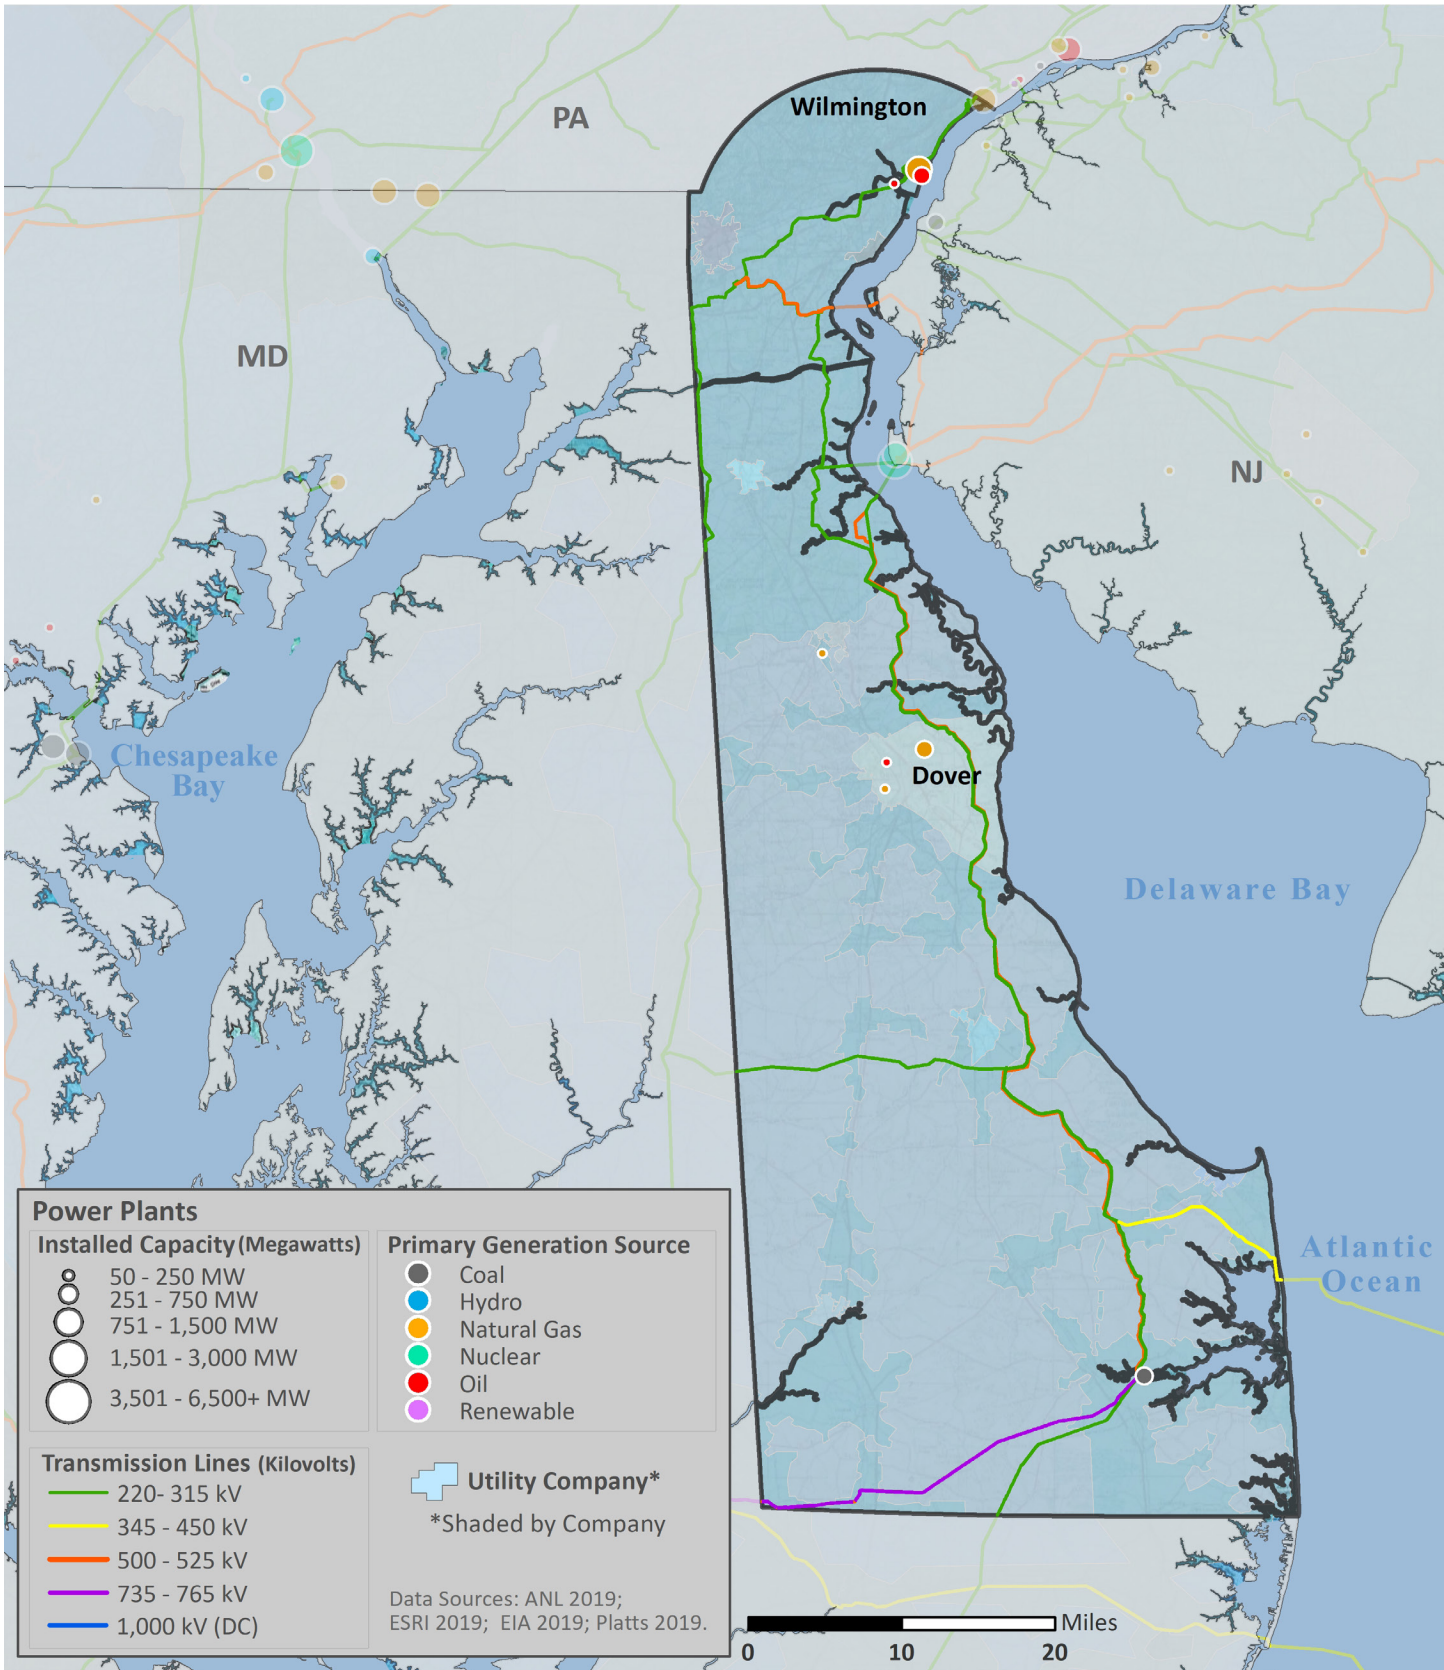 Wilmington
PA
MD
NJ
Chesapeake
Bay
Dover
Delaware Bay
Atlantic
Ocean
Power Plants
Installed Capacity (Megawatts)
50 - 250 MW
251 - 750 MW
751 - 1,500 MW
1,501 - 3,000 MW
3,501 - 6,500+ MW
Primary Generation Source
Coal
Hydro
Natural Gas
Nuclear
Oil
Renewable
Transmission Lines (Kilovolts)
220- 315 kV
345 - 450 kV
500 - 525 kV
735 - 765 kV
1,000 kV (DC)
Utility Company*
*Shaded by Company
Data Sources: ANL 2019;
ESRI 2019; EIA 2019; Platts 2019.
Miles
0 10 20